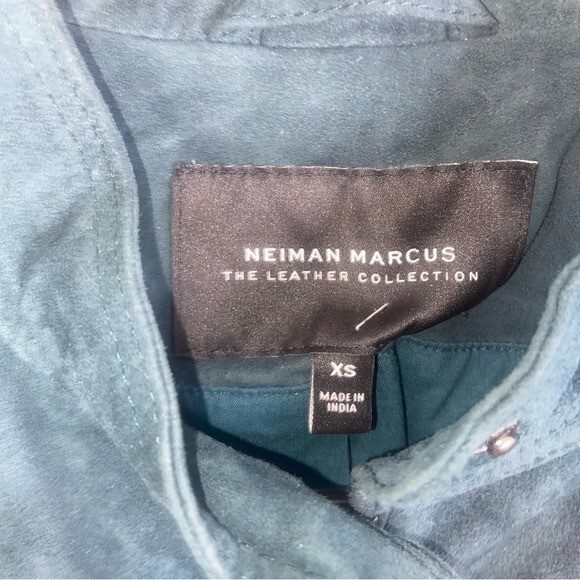 NEIMAN MARCUS
THE LEATHER COLLECTION
XS
MADE IN
INDIA